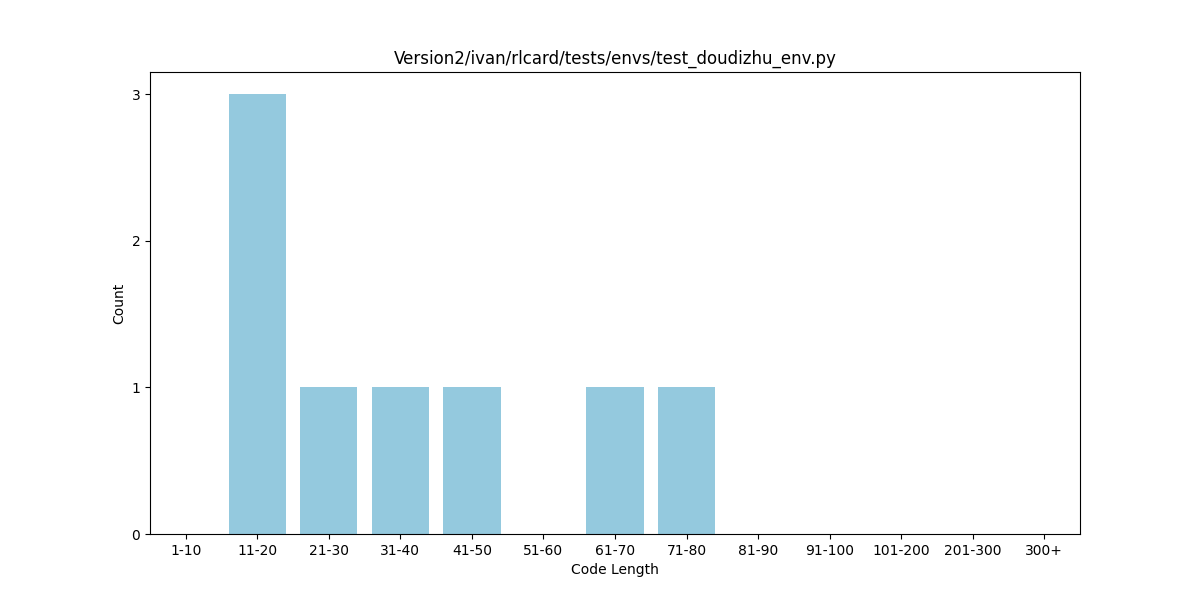 Version2/ivan/rlcard/tests/envs/test_doudizhu_env.py
3
2
1
0
Count
1-10 11-20 21-30 31-40 41-50 51-60 61-70 71-80 81-90 91-100 101-200 201-300 300+
Code Length